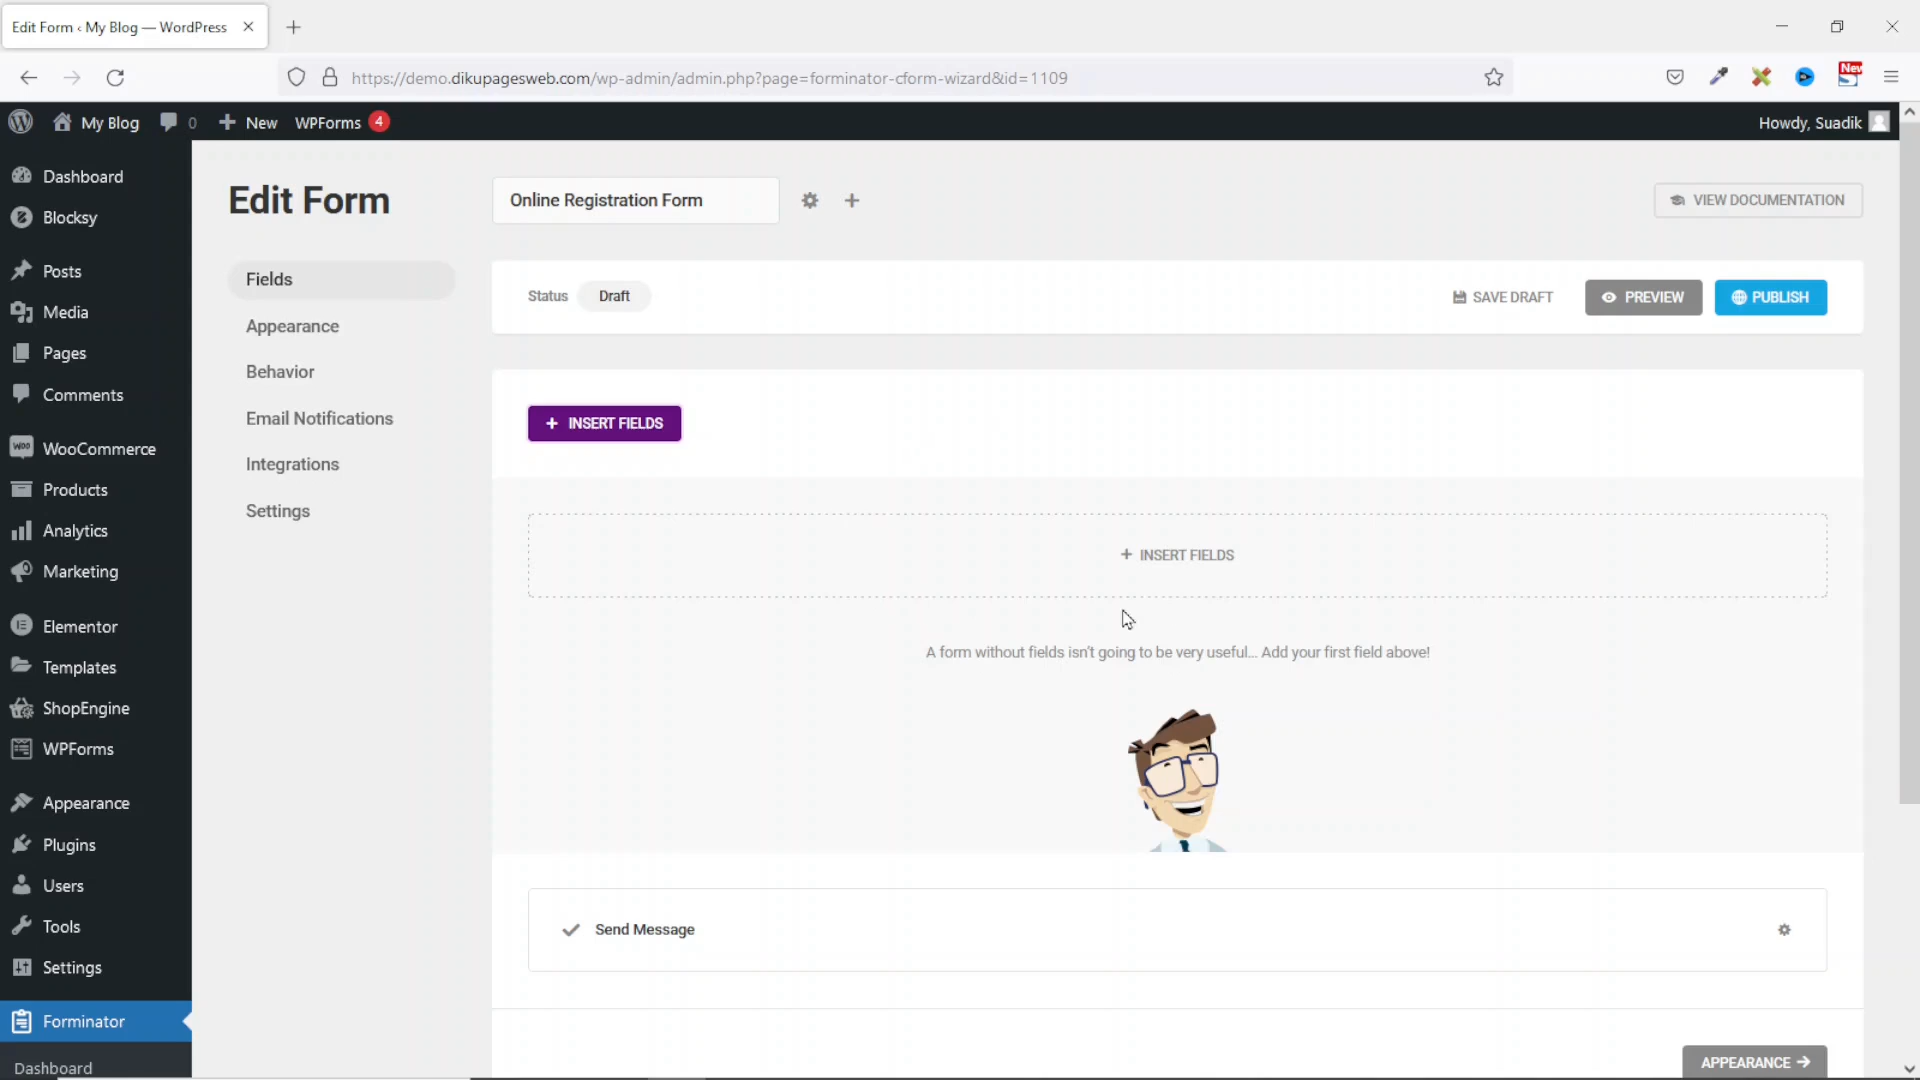 Edit Form ‹ My Blog — WordPress
https://demo.dikupagesweb.com/wp-admin/admin.php?page=forminator-cform-wizard&id=1109
New
My Blog
0
New
WPForms
4
Howdy, Suadik
Dashboard
Blocksy
Posts
Media
Pages
Comments
WooCommerce
Products
Analytics
Marketing
Elementor
Templates
ShopEngine
WPForms
Appearance
Plugins
Users
Tools
Settings
Forminator
Dashboard
Edit Form
Online Registration Form
VIEW DOCUMENTATION
Fields
Appearance
Behavior
Email Notifications
Integrations
Settings
Status
Draft
SAVE DRAFT
PREVIEW
PUBLISH
INSERT FIELDS
INSERT FIELDS
A form without fields isn't going to be very useful... Add your first field above!
Send Message
APPEARANCE